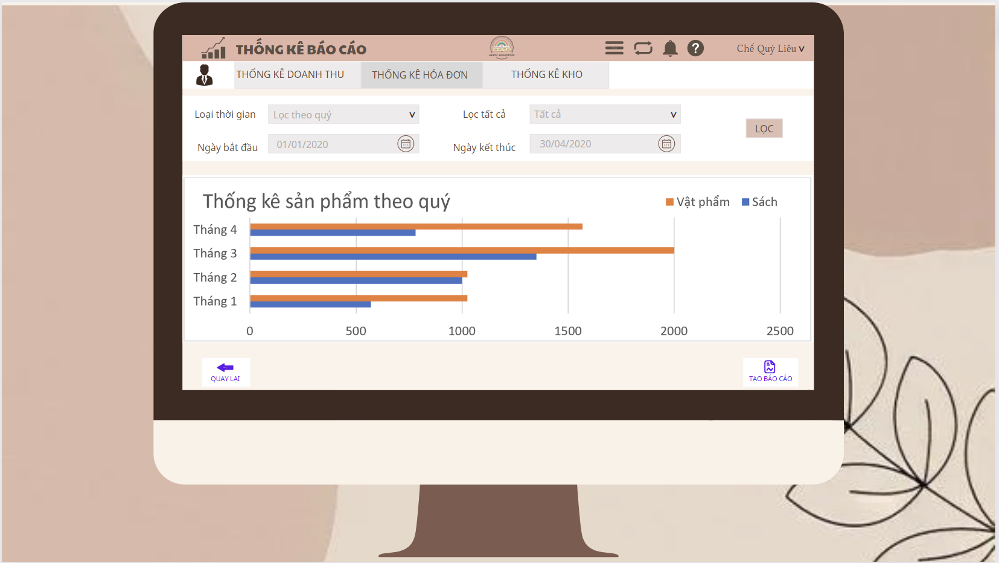 THỐNG KÊ BÁO CÁO
HAPPY BOOKSTORE
Chế Quý Liêu
THỐNG KÊ DOANH THU
THỐNG KÊ HÓA ĐƠN
THỐNG KÊ KHO
Loại thời gian
Lọc theo quý
Lọc tất cả
Tất cả
LỌC
Ngày bắt đầu
01/01/2020
Ngày kết thúc
30/04/2020
Thống kê sản phẩm theo quý
Vật phẩm
Sách
Tháng 4
Tháng 3
Tháng 2
Tháng 1
0 500 1000 1500 2000 2500
QUAY LẠI
TẠO BÁO CÁO